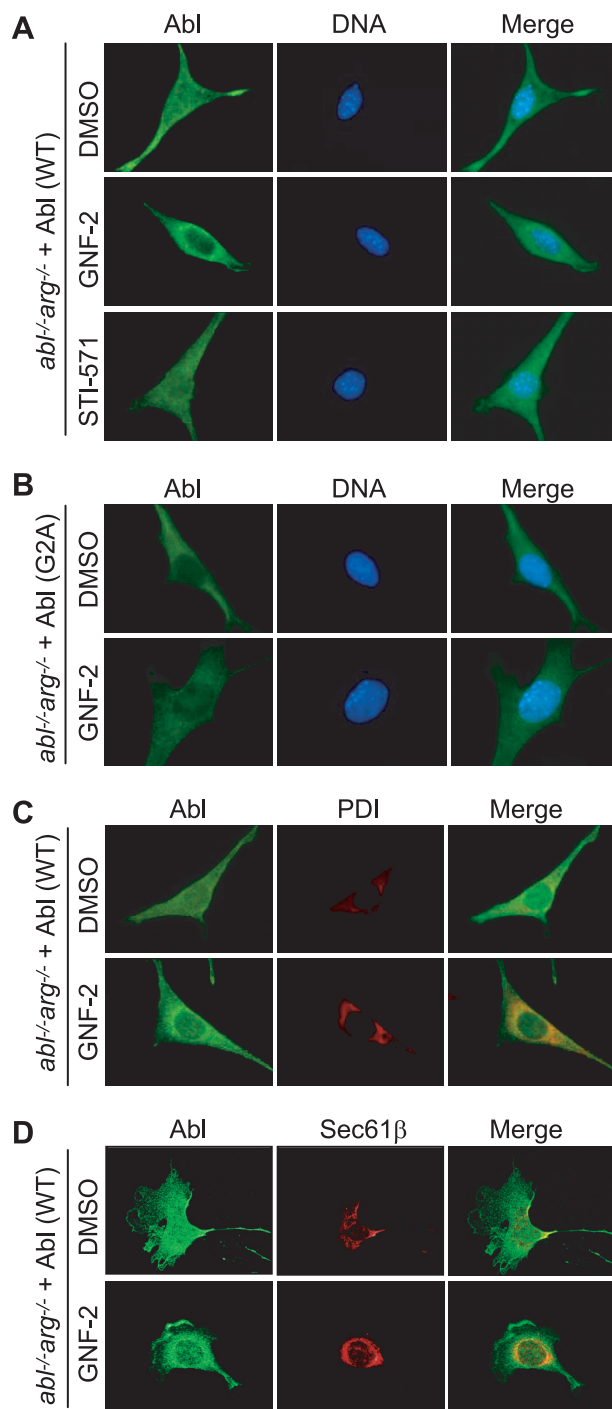 A
Abl DNA Merge
abl-/-arg-/- + Abl (WT)
DMSO
GNF-2
STI-571
B
Abl DNA Merge
abl-/-arg-/- + Abl (G2A)
DMSO
GNF-2
C
Abl PDI Merge
abl-/-arg-/- + Abl (WT)
DMSO
GNF-2
D
Abl Sec61β Merge
abl-/-arg-/- + Abl (WT)
DMSO
GNF-2